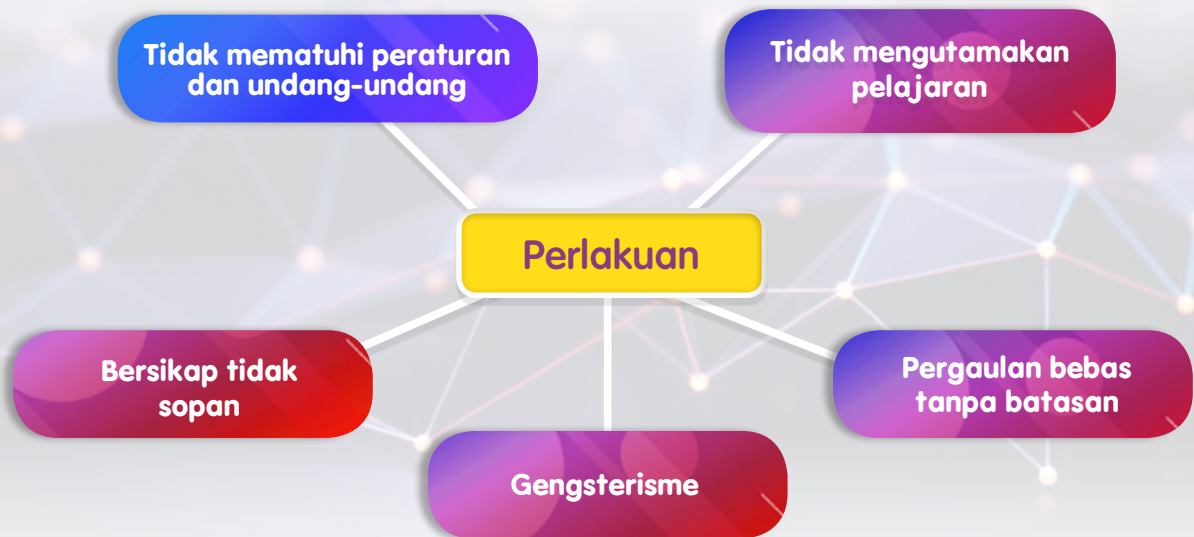 Tidak mematuhi peraturan
dan undang-undang
Tidak mengutamakan
pelajaran
Perlakuan
Bersikap tidak
sopan
Pergaulan bebas
tanpa batasan
Gengsterisme